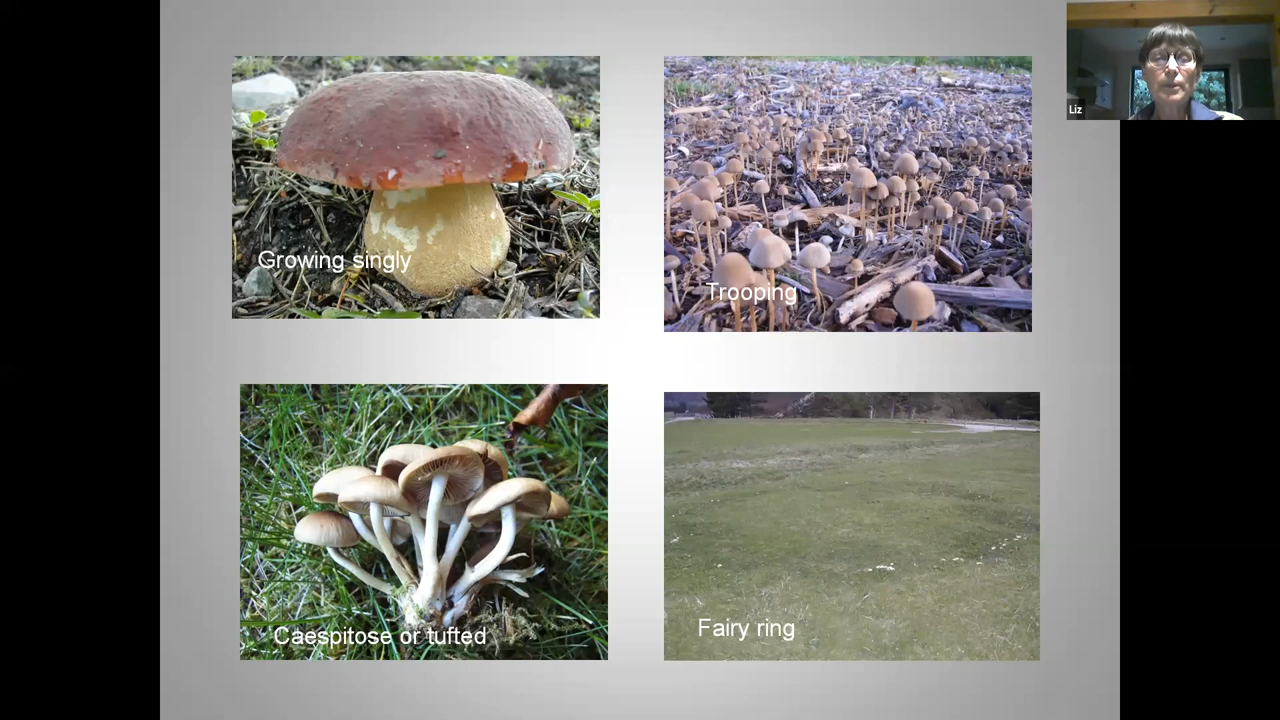 Growing singly
Trooping
Liz
Caespitose or tufted
Fairy ring